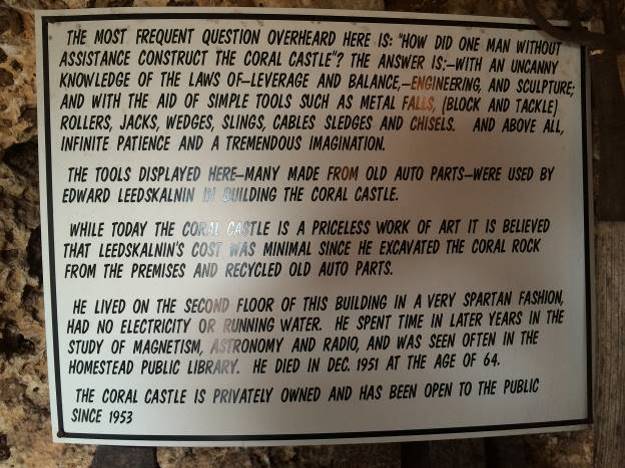 THE MOST FREQUENT QUESTION OVERHEARD HERE IS: "HOW DID ONE MAN WITHOUT
ASSISTANCE CONSTRUCT THE CORAL CASTLE"? THE ANSWER IS:—WITH AN UNCANNY
KNOWLEDGE OF THE LAWS OF—LEVERAGE AND BALANCE,—ENGINEERING, AND SCULPTURE;
AND WITH THE AID OF SIMPLE TOOLS SUCH AS METAL FALLS, (BLOCK AND TACKLE)
ROLLERS, JACKS, WEDGES, SLINGS, CABLES SLEDGES AND CHISELS. AND ABOVE ALL,
INFINITE PATIENCE AND A TREMENDOUS IMAGINATION.
THE TOOLS DISPLAYED HERE—MANY MADE FROM OLD AUTO PARTS—WERE USED BY
EDWARD LEEDSKALNIN IN BUILDING THE CORAL CASTLE.
WHILE TODAY THE CORAL CASTLE IS A PRICELESS WORK OF ART IT IS BELIEVED
THAT LEEDSKALNIN'S COST WAS MINIMAL SINCE HE EXCAVATED THE CORAL ROCK
FROM THE PREMISES AND RECYCLED OLD AUTO PARTS.
HE LIVED ON THE SECOND FLOOR OF THIS BUILDING IN A VERY SPARTAN FASHION,
HAD NO ELECTRICITY OR RUNNING WATER. HE SPENT TIME IN LATER YEARS IN THE
STUDY OF MAGNETISM, ASTRONOMY AND RADIO, AND WAS SEEN OFTEN IN THE
HOMESTEAD PUBLIC LIBRARY. HE DIED IN DEC. 1951 AT THE AGE OF 64.
THE CORAL CASTLE IS PRIVATELY OWNED AND HAS BEEN OPEN TO THE PUBLIC
SINCE 1953